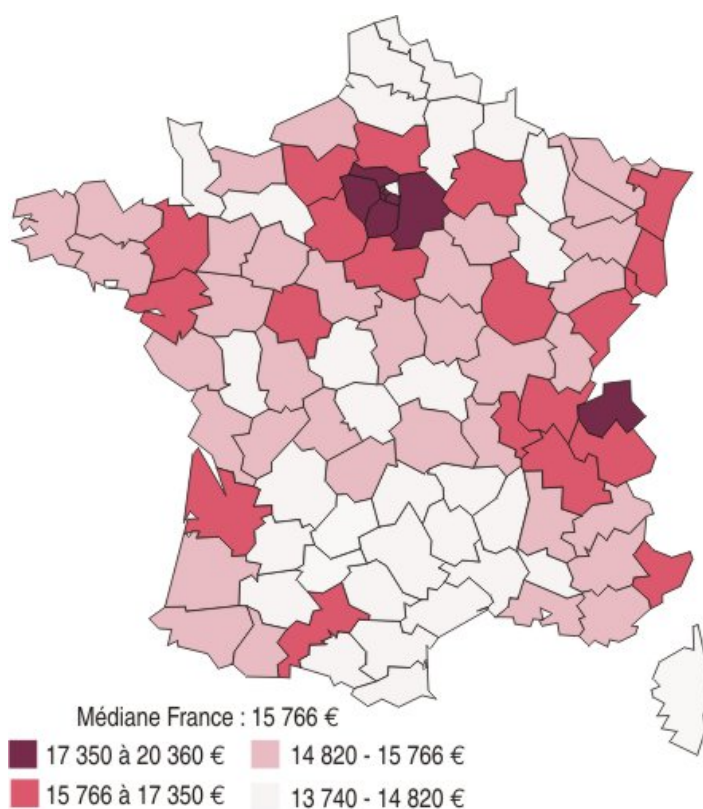 Médiane France : 15 766 €
17 350 à 20 360 €
14 820 - 15 766 €
15 766 à 17 350 €
13 740 - 14 820 €